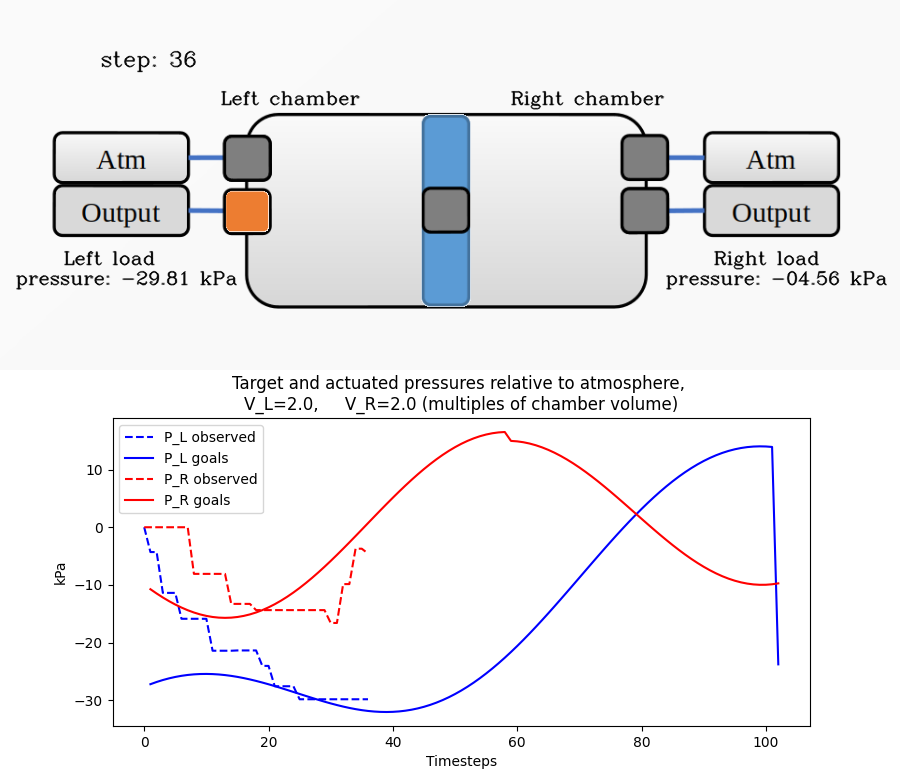 step: 36
Left chamber
Right chamber
Atm
Atm
Output
Output
Left load
pressure: −29.81 kPa
Right load
pressure: −04.56 kPa
Target and actuated pressures relative to atmosphere,
V_L=2.0, V_R=2.0 (multiples of chamber volume)
P_L observed
P_L goals
P_R observed
P_R goals
10
0
−10
−20
−30
kPa
0 20 40 60 80 100
Timesteps